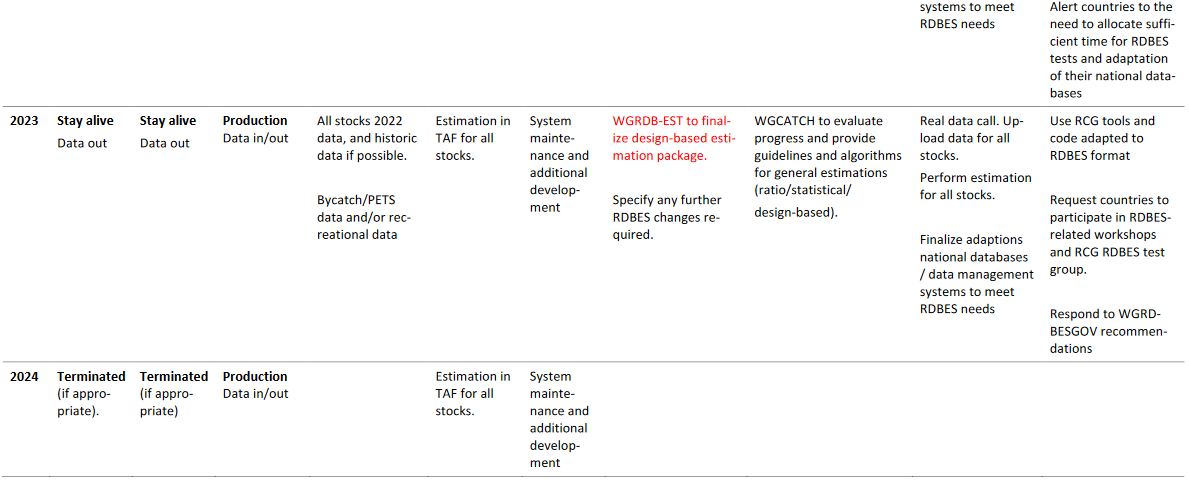 systems to meet
RDBES needs
Alert countries to the
need to allocate suffi-
cient time for RDBES
tests and adaptation
of their national data-
bases
2023
Stay alive
Data out
Stay alive
Data out
Production
Data in/out
All stocks 2022
data, and historic
data if possible.
Bycatch/PETS
data and/or rec-
reational data
Estimation in
TAF for all
stocks.
System
mainte-
nance and
additional
develop-
ment
WGRDB-EST to final-
ize design-based esti-
mation package.
Specify any further
RDBES changes re-
quired.
WGCATCH to evaluate
progress and provide
guidelines and algorithms
for general estimations
(ratio/statistical/
design-based).
Real data call. Up-
load data for all
stocks.
Perform estimation
for all stocks.
Finalize adaptions
national databases
/ data management
systems to meet
RDBES needs
Use RCG tools and
code adapted to
RDBES format
Request countries to
participate in RDBES-
related workshops
and RCG RDBES test
group.
Respond to WGRD-
BESGOV recommen-
dations
2024
Terminated
(if appro-
priate).
Terminated
(if appro-
priate)
Production
Data in/out
Estimation in
TAF for all
stocks.
System
mainte-
nance and
additional
develop-
ment